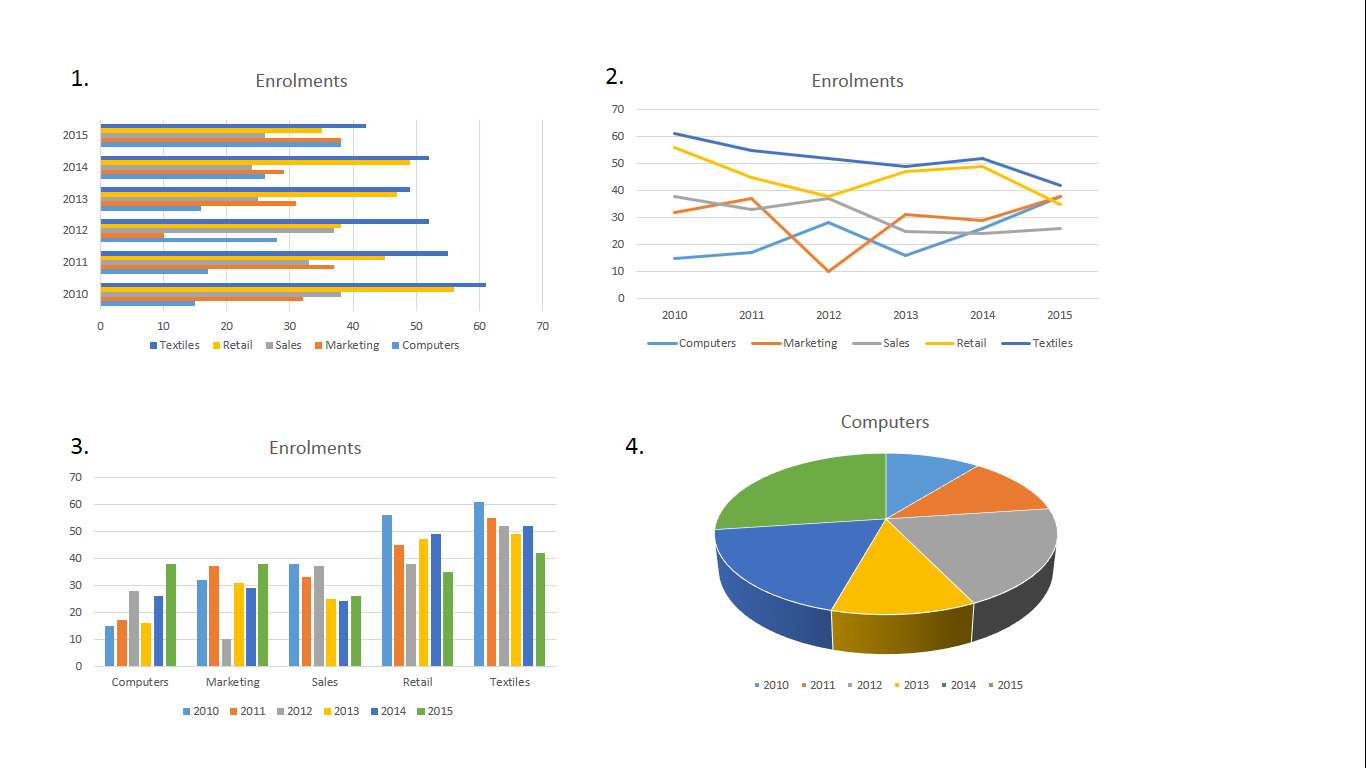 1.
Enrolments
2015
2014
2013
2012
2011
2010
0 10 20 30 40 50 60 70
Textiles Retail Sales Marketing Computers
2.
Enrolments
70
60
50
40
30
20
10
0
2010 2011 2012 2013 2014 2015
Computers Marketing Sales Retail Textiles
3.
Enrolments
70
60
50
40
30
20
10
0
Computers Marketing Sales Retail Textiles
2010 2011 2012 2013 2014 2015
4.
Computers
2010 2011 2012 2013 2014 2015